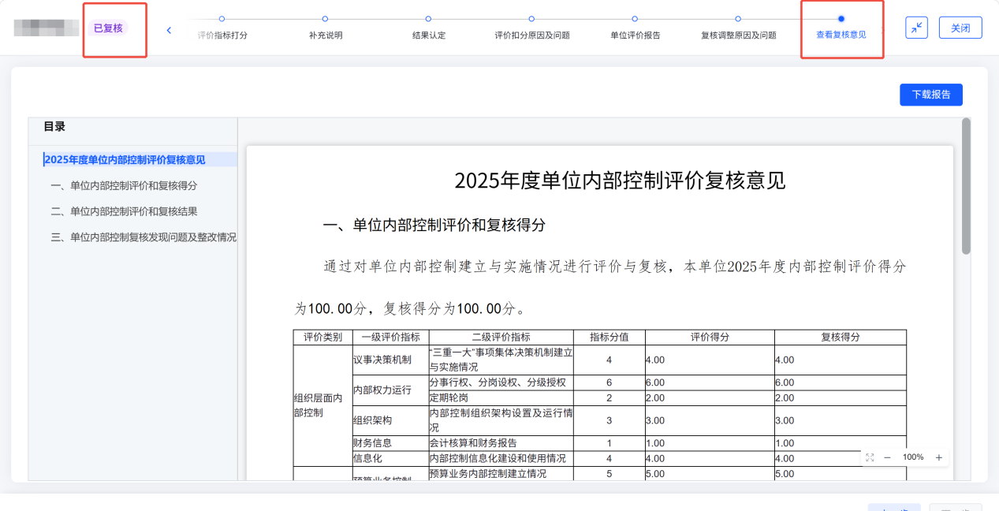 已复核
评价指标打分
补充说明
结果认定
评价扣分原因及问题
单位评价报告
复核调整原因及问题
查看复核意见
关闭
下载报告
目录
2025年度单位内部控制评价复核意见
一、单位内部控制评价和复核得分
二、单位内部控制评价和复核结果
三、单位内部控制复核发现问题及整改情况
2025年度单位内部控制评价复核意见
一、单位内部控制评价和复核得分
通过对单位内部控制建立与实施情况进行评价与复核，本单位2025年度内部控制评价得分
为100.00分，复核得分为100.00分。
评价类别 一级评价指标 二级评价指标 指标分值 评价得分 复核得分
组织层面内部控制 议事决策机制 “三重一大”事项集体决策机制建立与实施情况 4 4.00 4.00
内部权力运行 分事行权、分岗设权、分级授权 6 6.00 6.00
定期轮岗 2 2.00 2.00
组织架构 内部控制组织架构设置及运行情况 3 3.00 3.00
财务信息 会计核算和财务报告 1 1.00 1.00
信息化 内部控制信息化建设和使用情况 4 4.00 4.00
预算业务控制 预算业务内部控制建立情况 5 5.00 5.00
100%